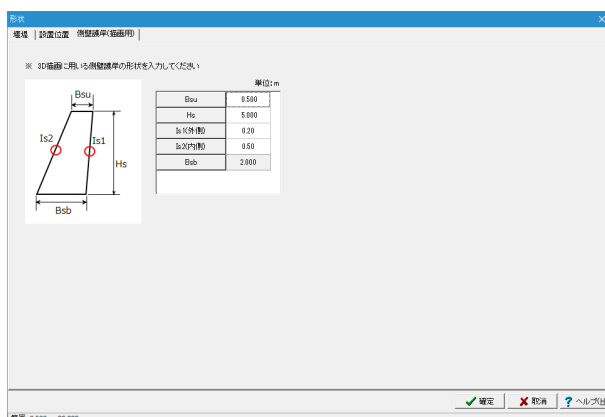 形状
堰堤 設置位置 側壁護岸(描画用)
※ 3D描画に用いる側壁護岸の形状を入力してください
単位:m
Bsu
Is2
Is1
Hs
Bsb
Bsu 0.500
Hs 5.000
Is1(外側) 0.20
Is2(内側) 0.50
Bsb 2.000
確定 取消 ? ヘルプ(H